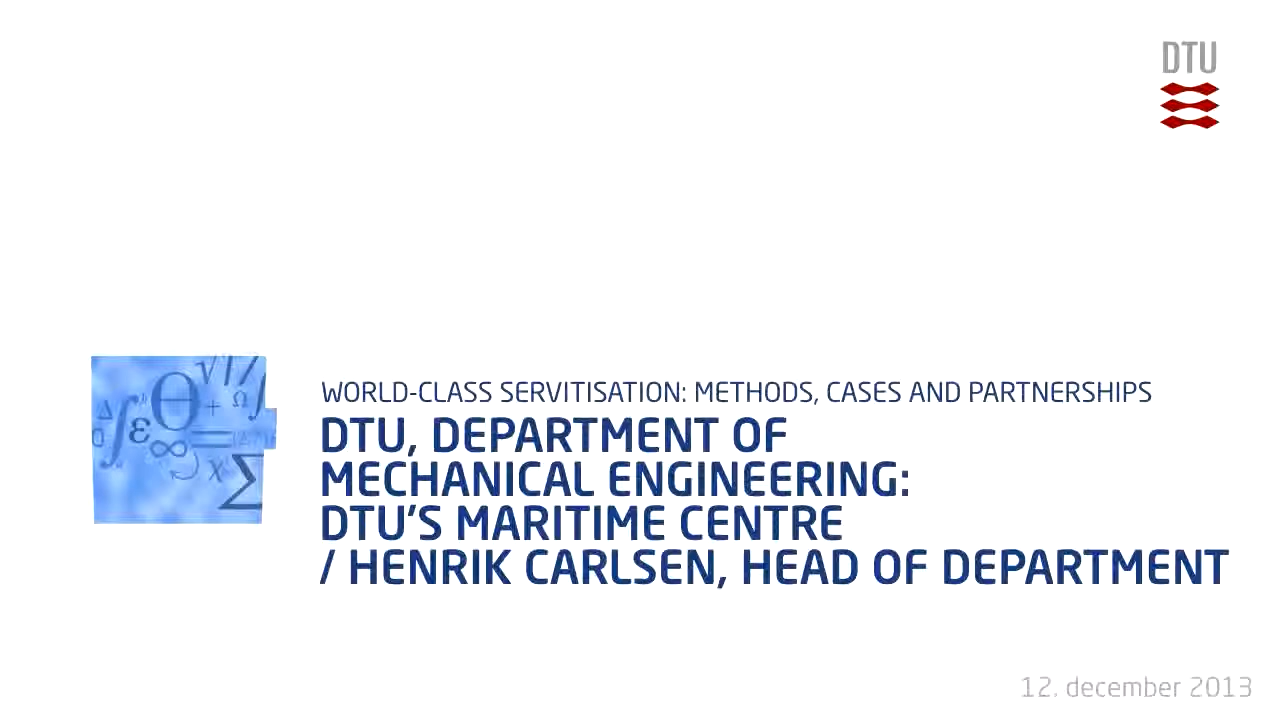 DTU
WORLD-CLASS SERVITISATION: METHODS, CASES AND PARTNERSHIPS
DTU, DEPARTMENT OF
MECHANICAL ENGINEERING:
DTU'S MARITIME CENTRE
/ HENRIK CARLSEN, HEAD OF DEPARTMENT
12. december 2013